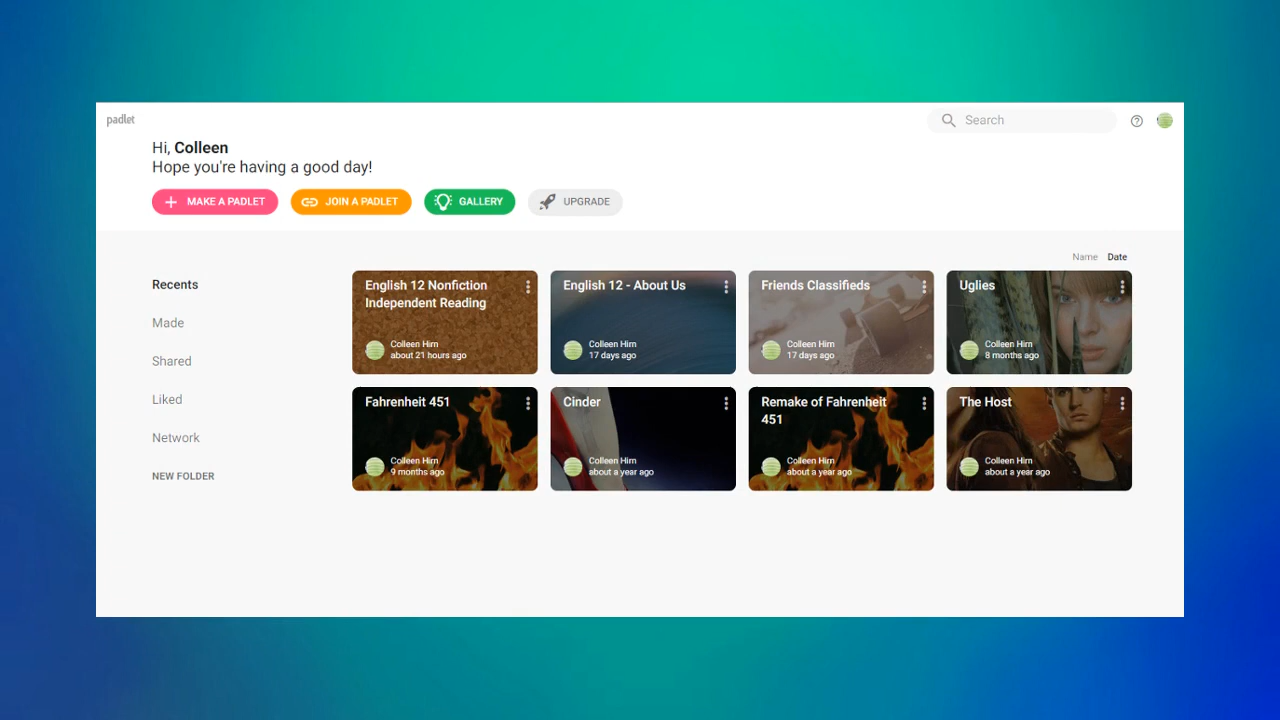 padlet
Search
Hi, Colleen
Hope you're having a good day!
MAKE A PADLET
JOIN A PADLET
GALLERY
UPGRADE
Name Date
Recents
Made
Shared
Liked
Network
NEW FOLDER
English 12 Nonfiction
Independent Reading
Colleen Hirn
about 21 hours ago
English 12 - About Us
Colleen Hirn
17 days ago
Friends Classifieds
Colleen Hirn
17 days ago
Uglies
Colleen Hirn
8 months ago
Fahrenheit 451
Colleen Hirn
9 months ago
Cinder
Colleen Hirn
about a year ago
Remake of Fahrenheit
451
Colleen Hirn
about a year ago
The Host
Colleen Hirn
about a year ago